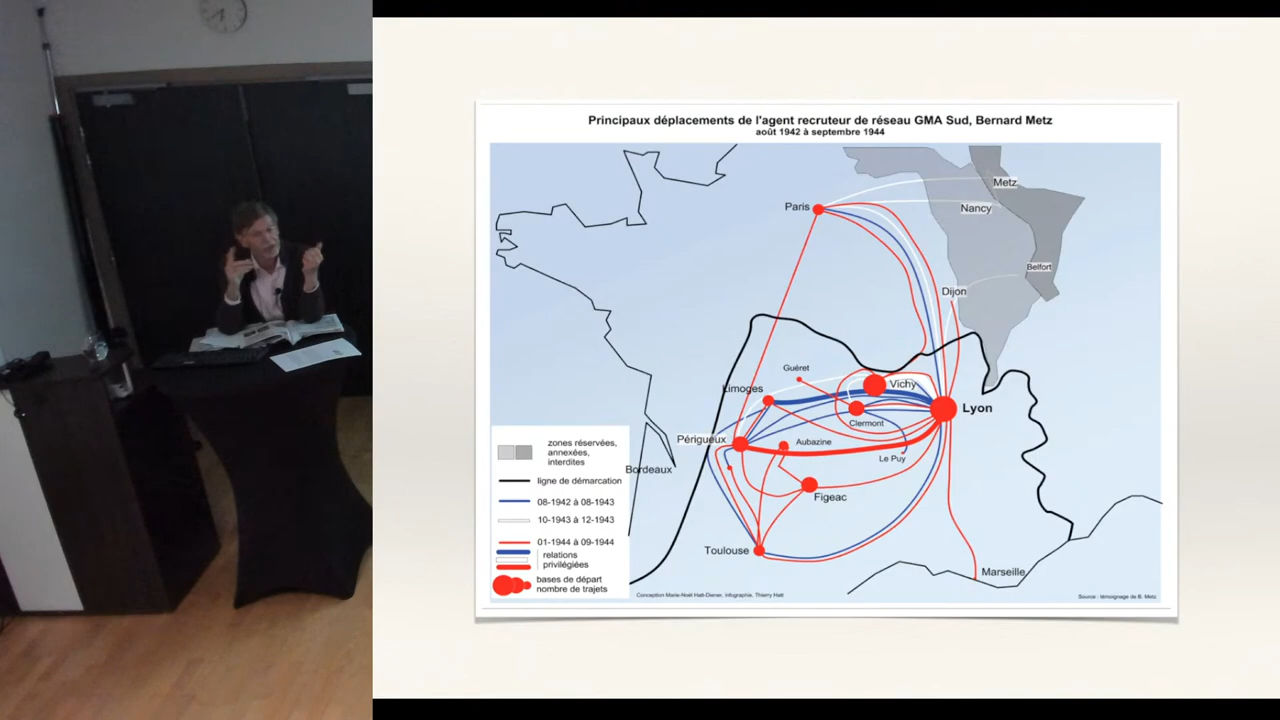 Principaux déplacements de l'agent recruteur de réseau GMA Sud, Bernard Metz
août 1942 à septembre 1944
Metz
Paris
Nancy
Belfort
Dijon
Guéret
Limoges
Vichy
Lyon
Clermont
Périgueux
Aubazine
Le Puy
Bordeaux
Figeac
Toulouse
Marseille
zones réservées,
annexées,
interdites
ligne de démarcation
08-1942 à 08-1943
10-1943 à 12-1943
01-1944 à 09-1944
relations
privilégiées
bases de départ
nombre de trajets
Conception Marie-Noël Hatt-Diener, infographie, Thierry Hatt
Source : témoignage de B. Metz